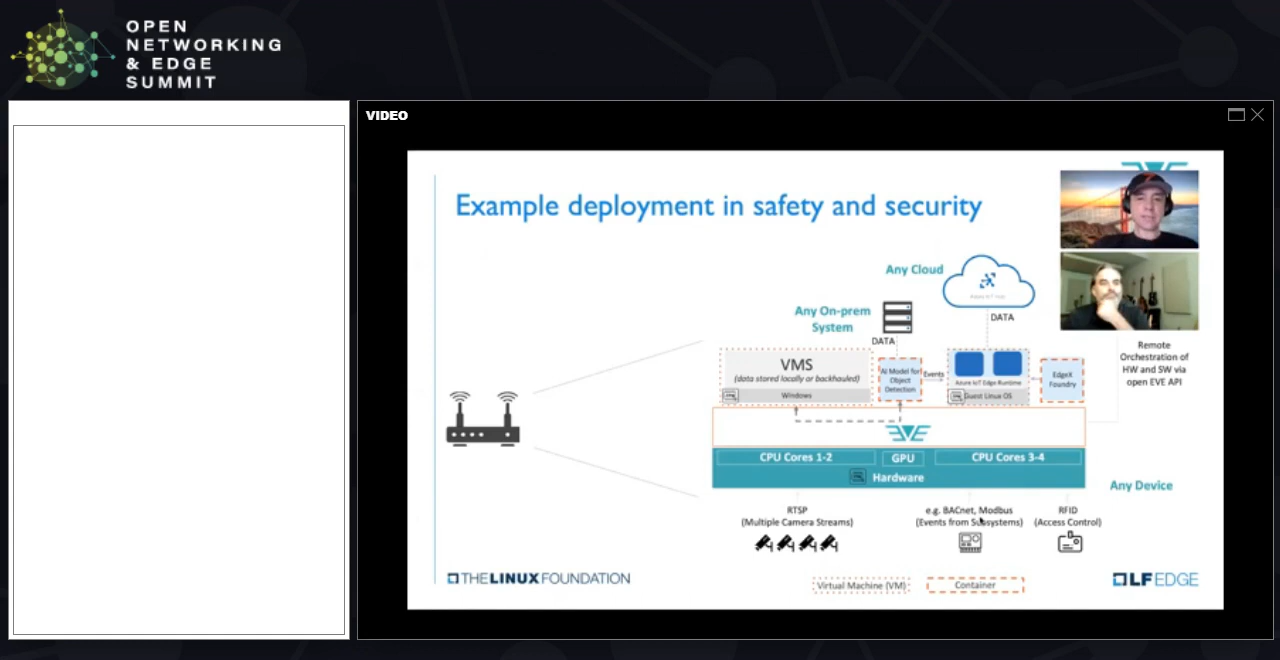 OPEN
NETWORKING
& EDGE
SUMMIT
VIDEO
Example deployment in safety and security
Any Cloud
Azure IoT Hub
DATA
Any On-prem
System
DATA
VMS
(data stored locally or backhauled)
Windows
AI Model for
Object
Detection
Events
Azure IoT Edge Runtime
Guest Linux OS
EdgeX
Foundry
Remote
Orchestration of
HW and SW via
open EVE API
EVE
CPU Cores 1-2
GPU
CPU Cores 3-4
Hardware
Any Device
RTSP
(Multiple Camera Streams)
e.g. BACnet, Modbus
(Events from Subsystems)
RFID
(Access Control)
THE LINUX FOUNDATION
Virtual Machine (VM)
Container
LF EDGE